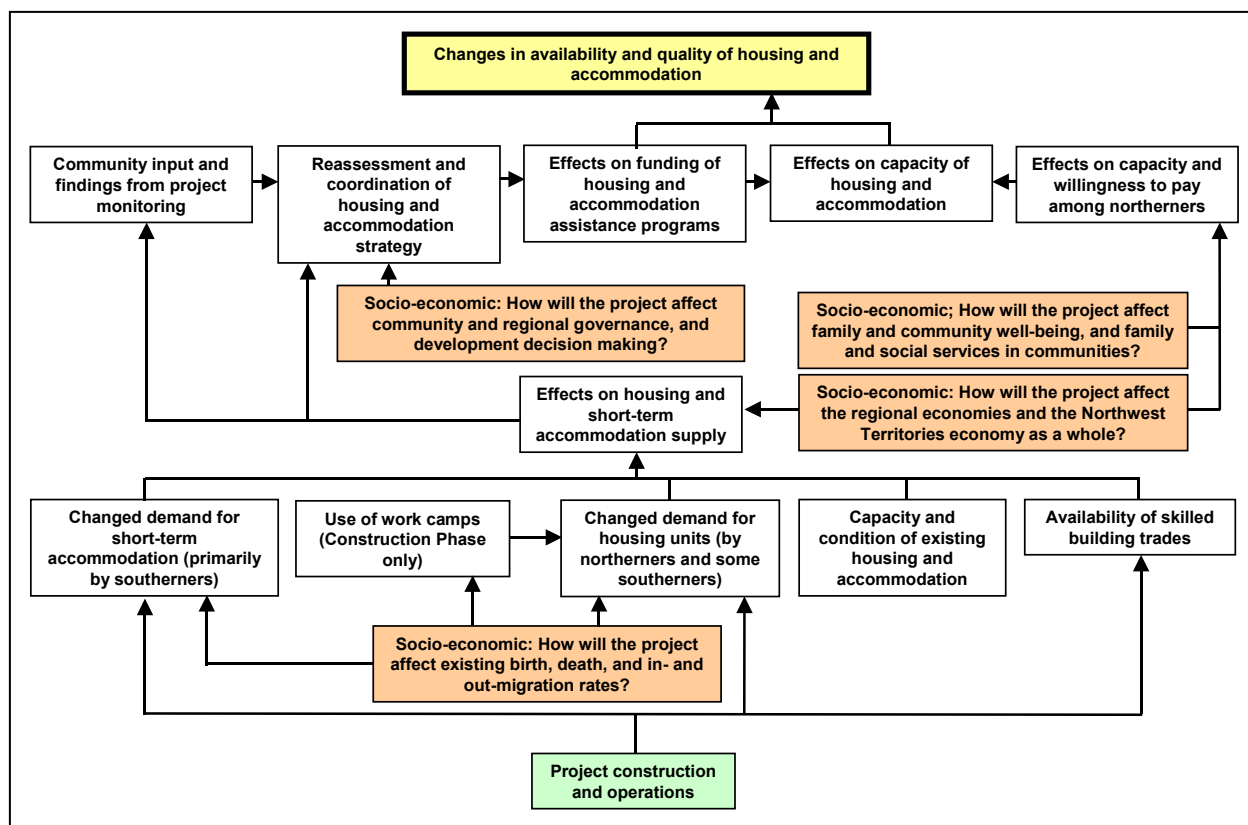 Changes in availability and quality of housing and
accommodation
Community input and
findings from project
monitoring
Reassessment and
coordination of
housing and
accommodation
strategy
Effects on funding of
housing and
accommodation
assistance programs
Effects on capacity of
housing and
accommodation
Effects on capacity and
willingness to pay
among northerners
Socio-economic: How will the project affect
community and regional governance, and
development decision making?
Socio-economic; How will the project affect
family and community well-being, and family
and social services in communities?
Effects on housing and
short-term
accommodation supply
Socio-economic: How will the project affect
the regional economies and the Northwest
Territories economy as a whole?
Changed demand for
short-term
accommodation (primarily
by southerners)
Use of work camps
(Construction Phase
only)
Changed demand for
housing units (by
northerners and some
southerners)
Capacity and
condition of existing
housing and
accommodation
Availability of skilled
building trades
Socio-economic: How will the project
affect existing birth, death, and in- and
out-migration rates?
Project construction
and operations